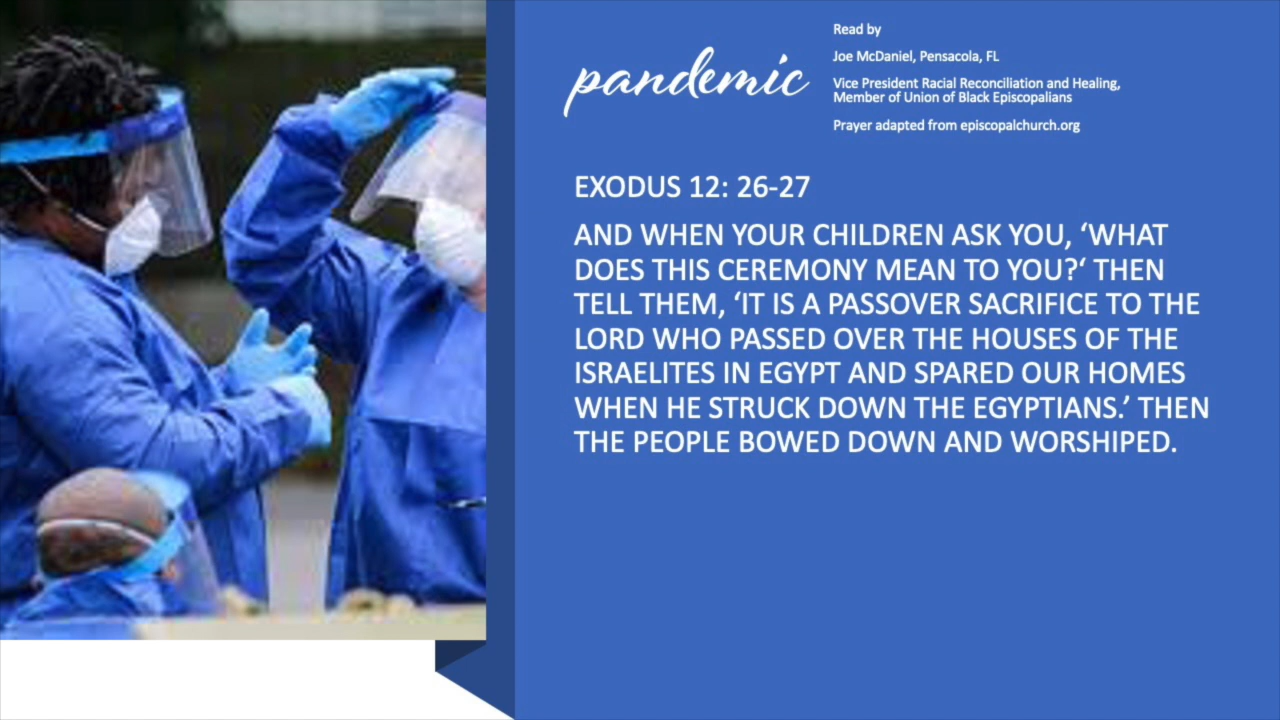 pandemic
Read by
Joe McDaniel, Pensacola, FL
Vice President Racial Reconciliation and Healing,
Member of Union of Black Episcopalians
Prayer adapted from episcopalchurch.org
EXODUS 12: 26-27
AND WHEN YOUR CHILDREN ASK YOU, ‘WHAT
DOES THIS CEREMONY MEAN TO YOU?‘ THEN
TELL THEM, ‘IT IS A PASSOVER SACRIFICE TO THE
LORD WHO PASSED OVER THE HOUSES OF THE
ISRAELITES IN EGYPT AND SPARED OUR HOMES
WHEN HE STRUCK DOWN THE EGYPTIANS.’ THEN
THE PEOPLE BOWED DOWN AND WORSHIPED.